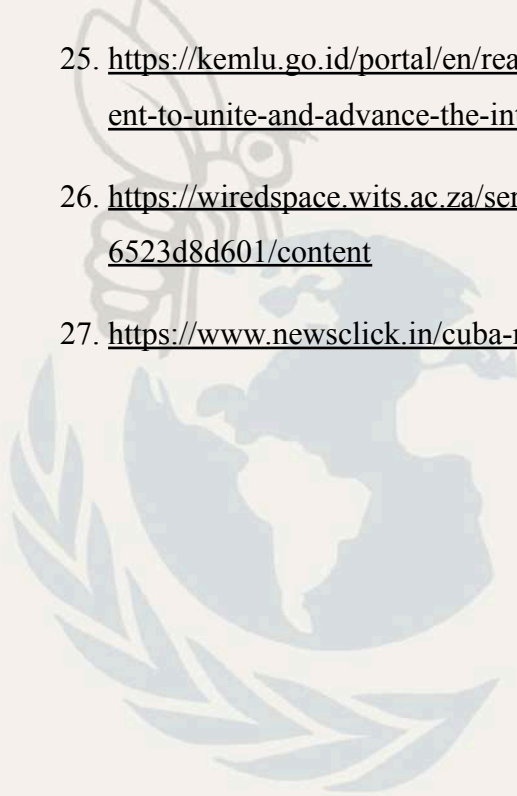 25. https://kemlu.go.id/portal/en/rea
ent-to-unite-and-advance-the-in
26. https://wiredspace.wits.ac.za/se
6523d8d601/content
27. https://www.newsclick.in/cuba-